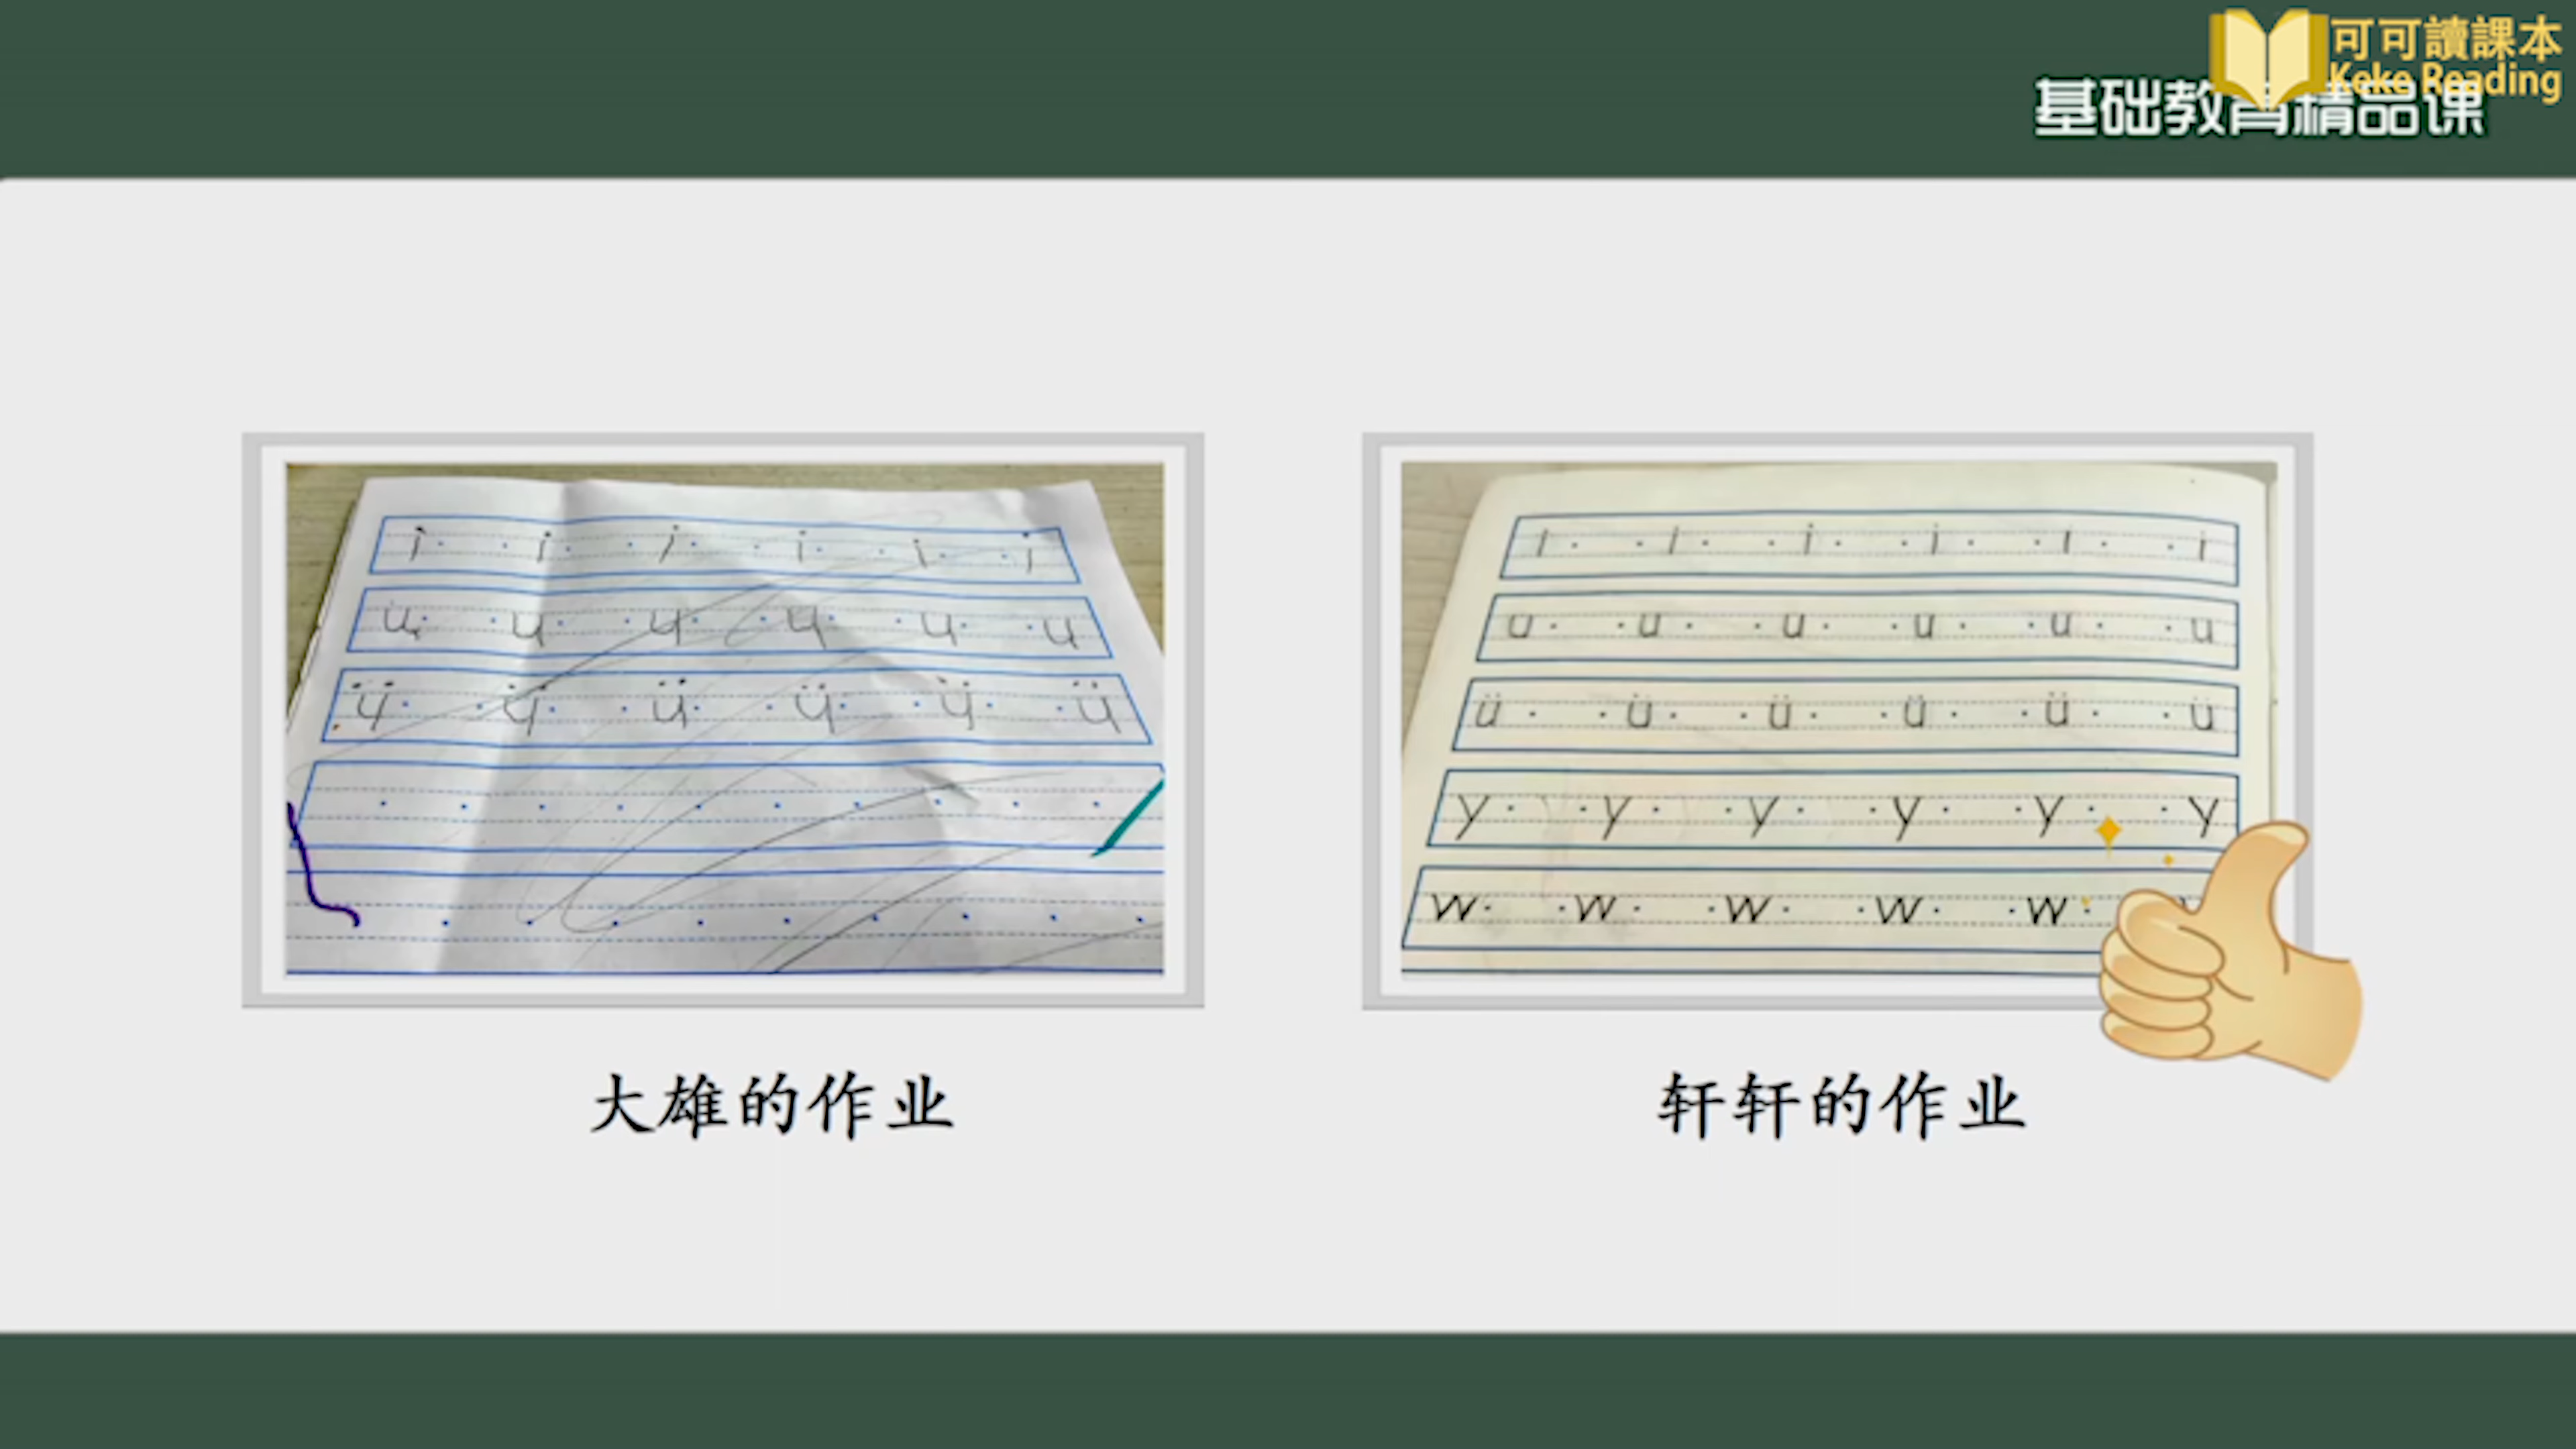 可可讀課本
Keke Reading
基础教育精品课
i i i i i i
u u u u u u
ü ü ü ü ü ü
i i i i i i
u u u u u u
ü ü ü ü ü ü
y y y y y y
w w w w w
大雄的作业
轩轩的作业